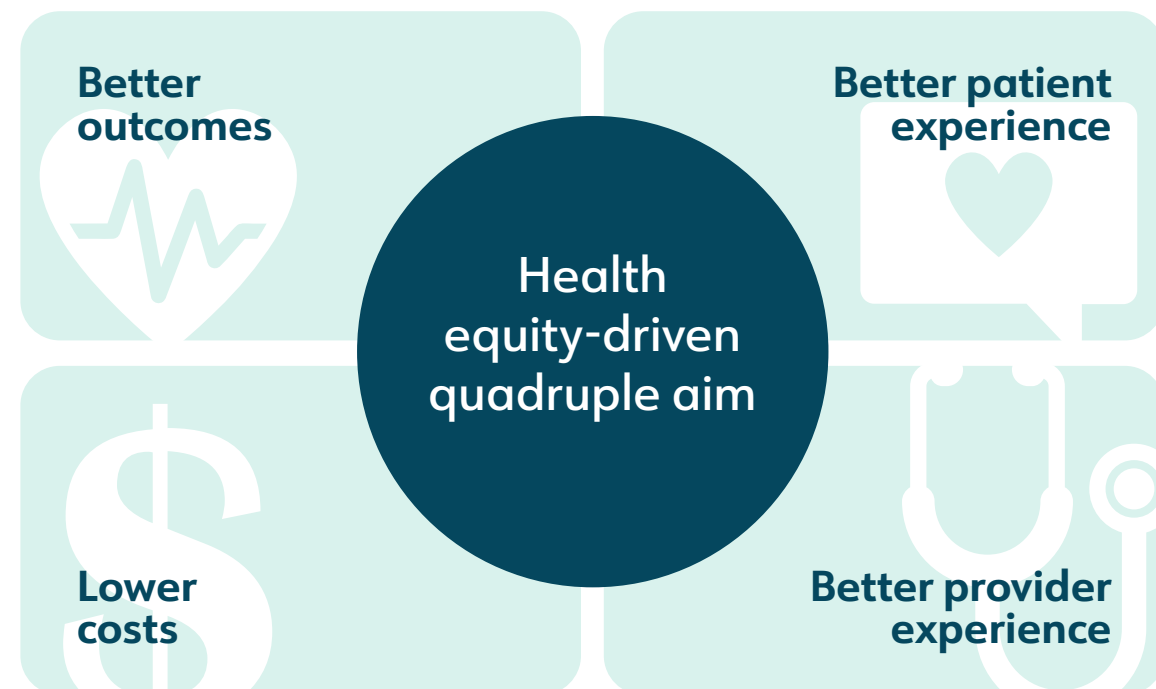 Better
outcomes
Better patient
experience
Health
equity-driven
quadruple aim
Lower
costs
Better provider
experience